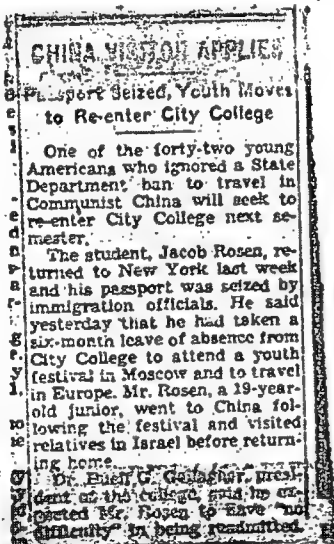 CHINA VISITOR APPLIES
Passport Seized, Youth Moves
to Re-enter City College
One of the forty-two young
Americans who ignored a State
Department ban to travel in
Communist China will seek to
re-enter City College next se-
mester.
The student, Jacob Rosen, re-
turned to New York last week
and his passport was seized by
immigration officials. He said
yesterday that he had taken a
six-month leave of absence from
City College to attend a youth
festival in Moscow and to travel
in Europe. Mr. Rosen, a 19-year-
old junior, went to China fol-
lowing the festival and visited
relatives in Israel before return-
ing home.
Dr. Buell G. Gallagher, presi-
dent of the college, said he ex-
pected Mr. Rosen to have "no
difficulty" in being readmitted.